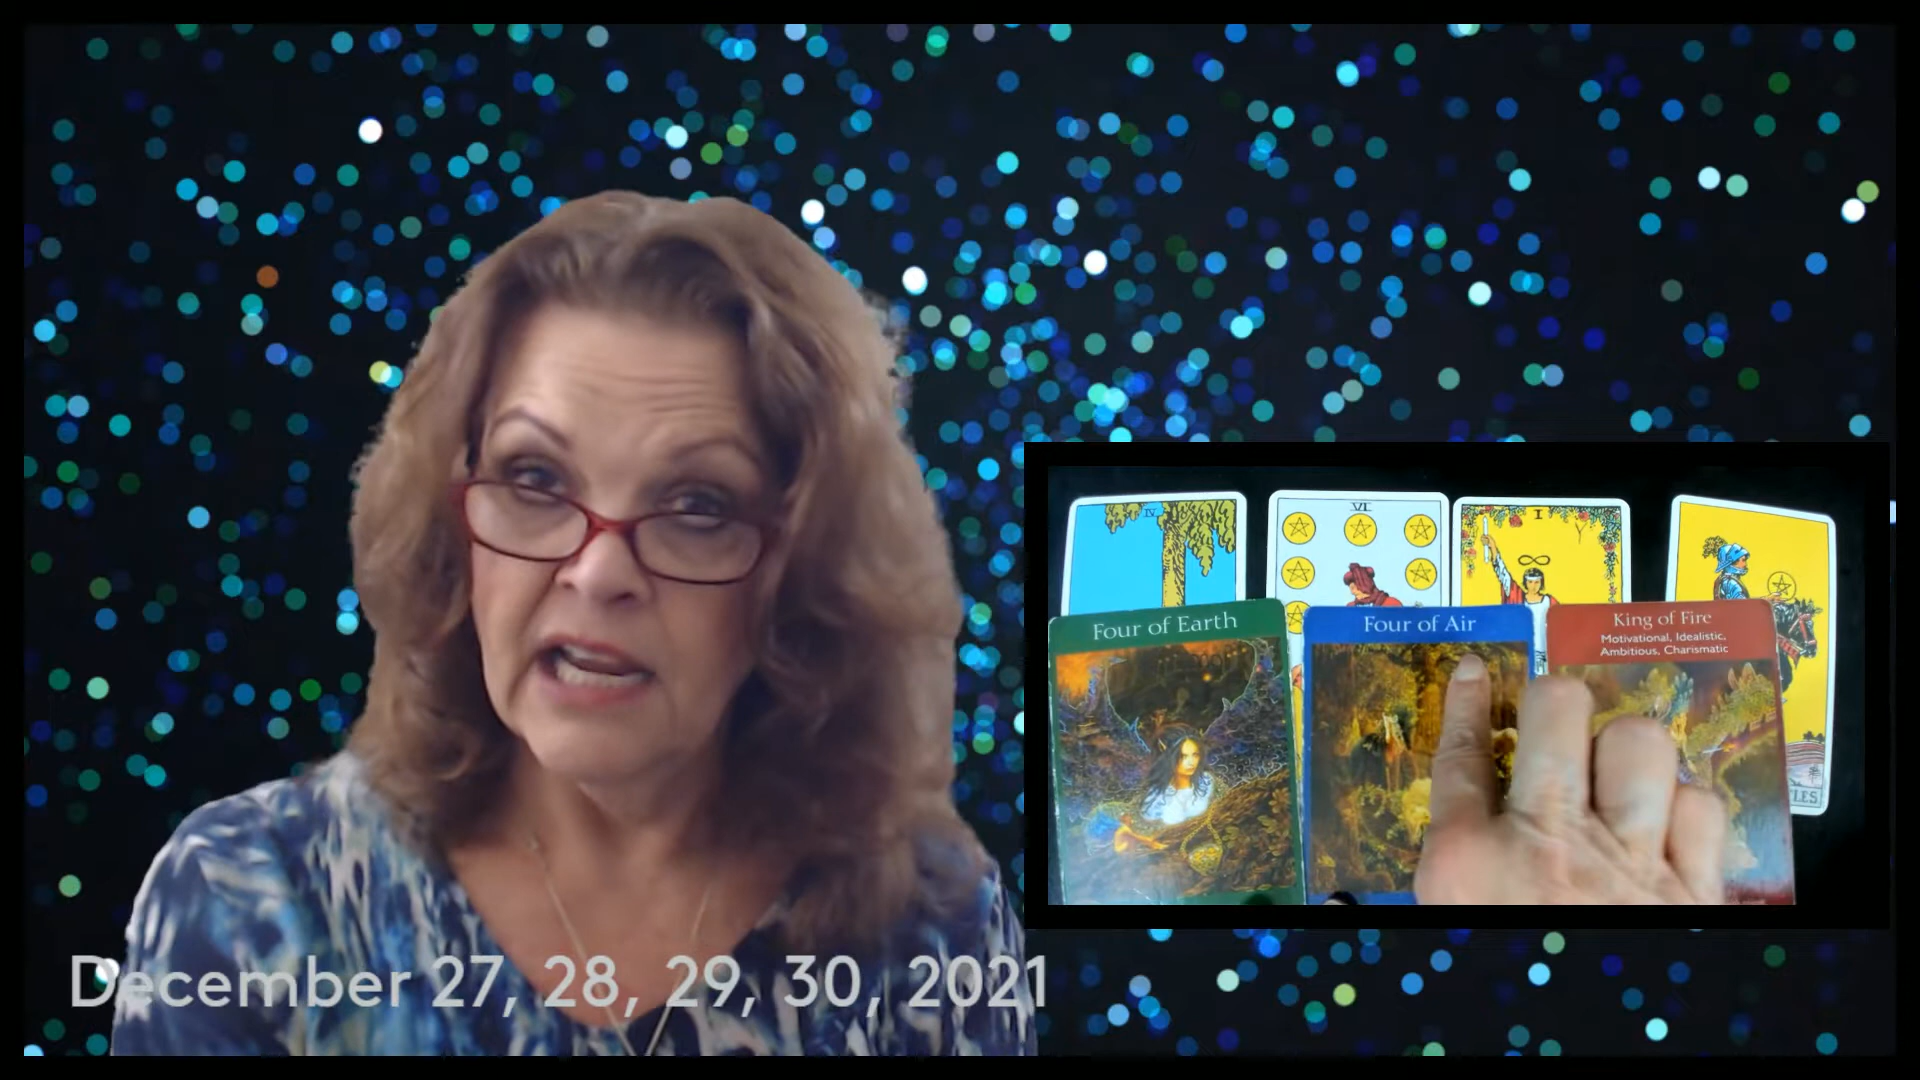 IV
VI
I
Four of Earth
Four of Air
King of Fire
Motivational, Idealistic,
Ambitious, Charismatic
December 27, 28, 29, 30, 2021